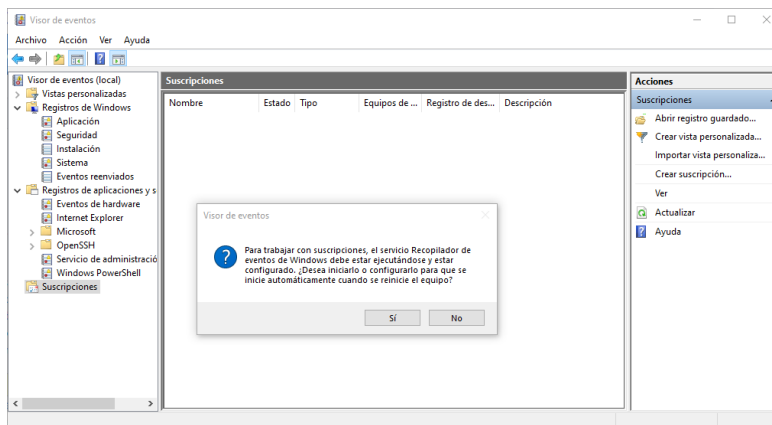 Visor de eventos
Archivo Acción Ver Ayuda
Visor de eventos (local)
Vistas personalizadas
Registros de Windows
Aplicación
Seguridad
Instalación
Sistema
Eventos reenviados
Registros de aplicaciones y s
Eventos de hardware
Internet Explorer
Microsoft
OpenSSH
Servicio de administració
Windows PowerShell
Suscripciones
Suscripciones
Nombre Estado Tipo Equipos de ... Registro de des... Descripción
Visor de eventos
Para trabajar con suscripciones, el servicio Recopilador de
eventos de Windows debe estar ejecutándose y estar
configurado. ¿Desea iniciarlo o configurarlo para que se
inicie automáticamente cuando se reinicie el equipo?
Sí No
Acciones
Suscripciones
Abrir registro guardado...
Crear vista personalizada...
Importar vista personaliza...
Crear suscripción...
Ver
Actualizar
Ayuda